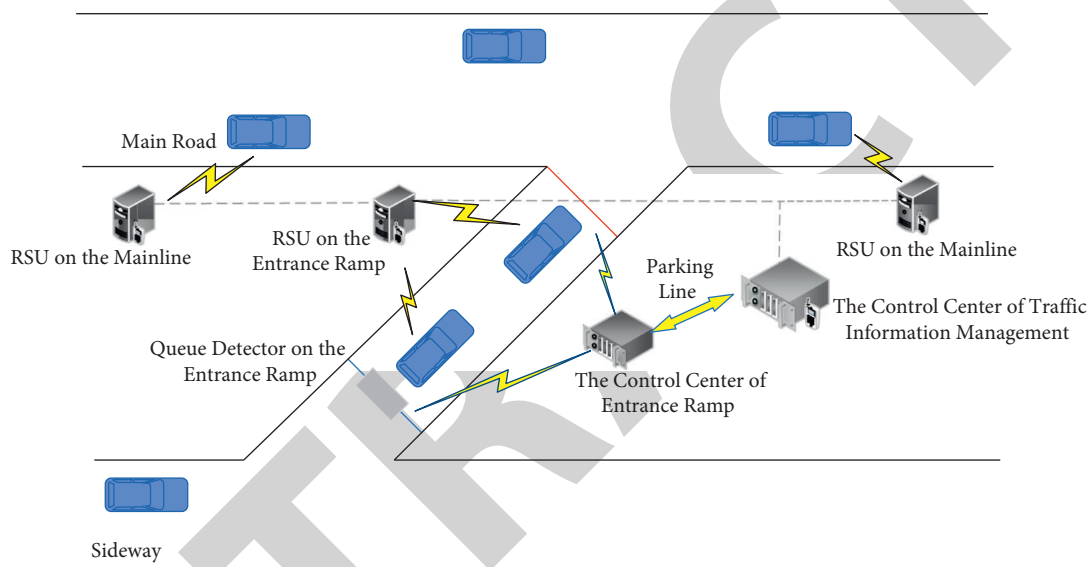 Main Road
RSU on the Mainline
RSU on the
Entrance Ramp
Parking
Line
RSU on the Mainline
The Control Center of Traffic
Information Management
Queue Detector on the
Entrance Ramp
The Control Center of
Entrance Ramp
Sideway